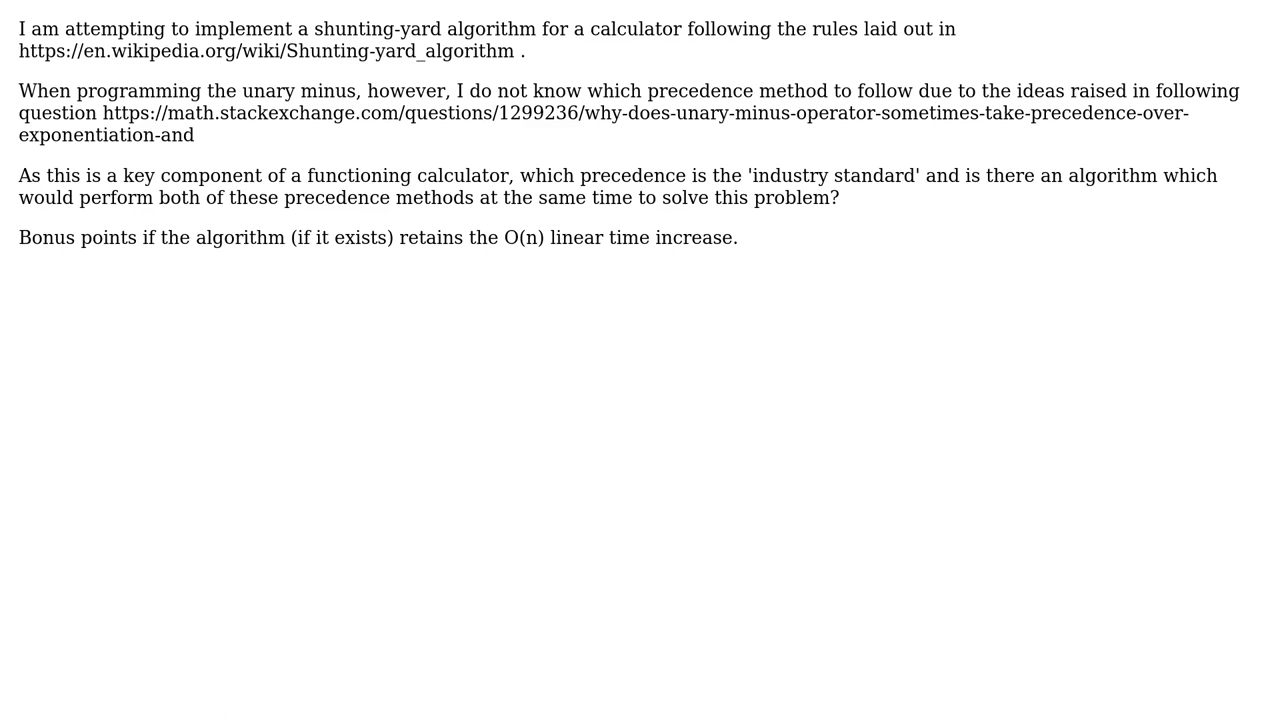 I am attempting to implement a shunting-yard algorithm for a calculator following the rules laid out in
https://en.wikipedia.org/wiki/Shunting-yard_algorithm .
When programming the unary minus, however, I do not know which precedence method to follow due to the ideas raised in following
question https://math.stackexchange.com/questions/1299236/why-does-unary-minus-operator-sometimes-take-precedence-over-
exponentiation-and
As this is a key component of a functioning calculator, which precedence is the 'industry standard' and is there an algorithm which
would perform both of these precedence methods at the same time to solve this problem?
Bonus points if the algorithm (if it exists) retains the O(n) linear time increase.